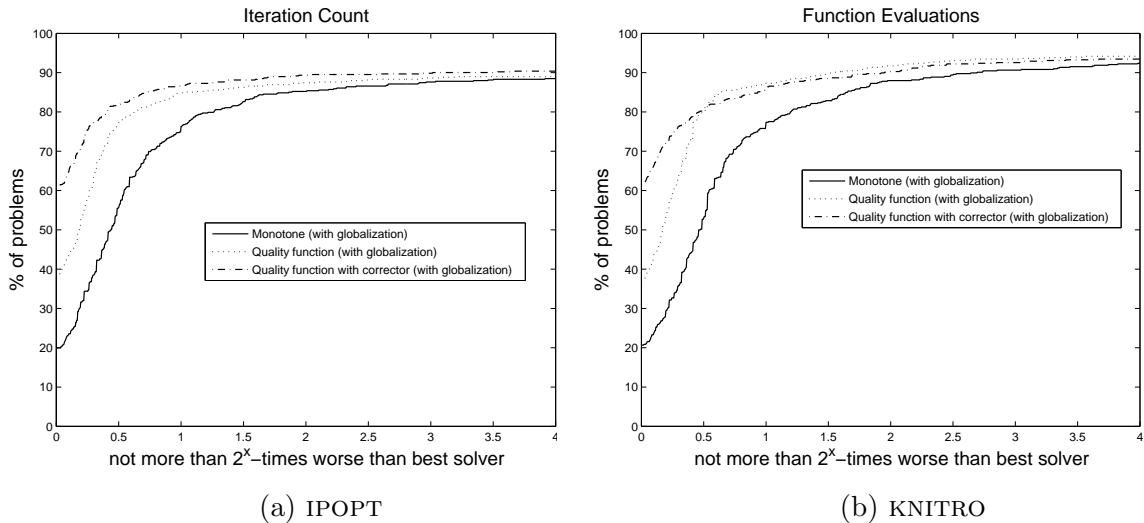 Iteration Count
% of problems
100
90
80
70
60
50
40
30
20
10
0
Monotone (with globalization)
Quality function (with globalization)
Quality function with corrector (with globalization)
0 0.5 1 1.5 2 2.5 3 3.5 4
not more than 2^x−times worse than best solver
(a) IPOPT
Function Evaluations
% of problems
100
90
80
70
60
50
40
30
20
10
0
Monotone (with globalization)
Quality function (with globalization)
Quality function with corrector (with globalization)
0 0.5 1 1.5 2 2.5 3 3.5 4
not more than 2^x−times worse than best solver
(b) KNITRO